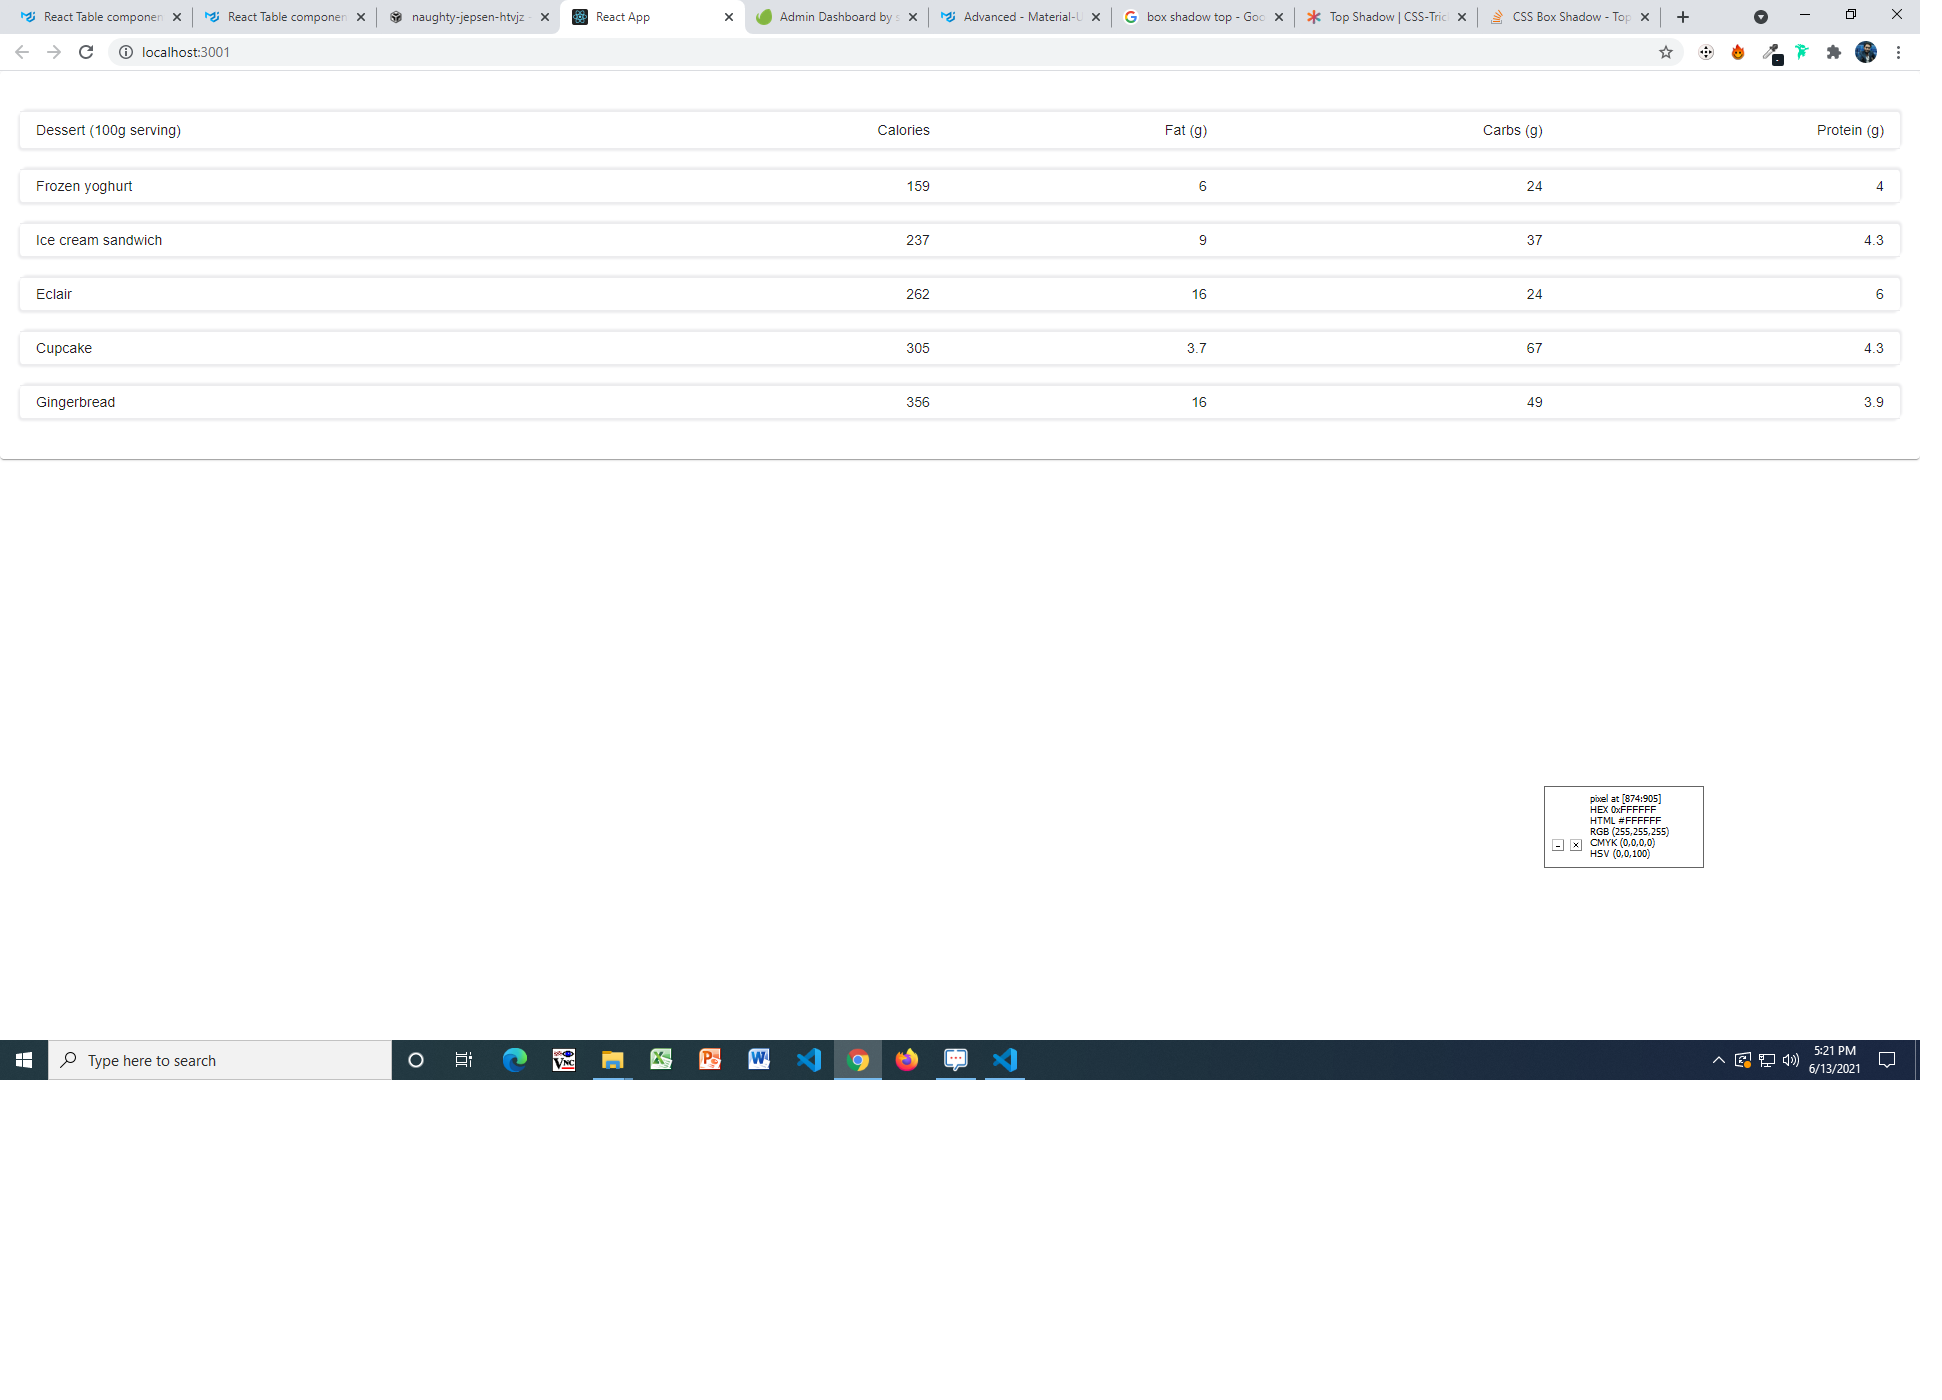 React Table componen
React Table componen
naughty-jepsen-htvjz -
React App
Admin Dashboard by s
Advanced - Material-U
box shadow top - Goo
Top Shadow | CSS-Tric
CSS Box Shadow - Top
localhost:3001
Dessert (100g serving) Calories Fat (g) Carbs (g) Protein (g)
Frozen yoghurt 159 6 24 4
Ice cream sandwich 237 9 37 4.3
Eclair 262 16 24 6
Cupcake 305 3.7 67 4.3
Gingerbread 356 16 49 3.9
pixel at [874:905]
HEX 0xFFFFFF
HTML #FFFFFF
RGB (255,255,255)
CMYK (0,0,0,0)
HSV (0,0,100)
Type here to search
VNC
5:21 PM
6/13/2021